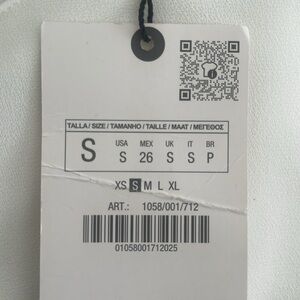 TALLA / SIZE / TAMANHO / TAILLE / MAAT / ΜΕΓΕΘΟΣ
S USA MEX UK IT BR
S 26 S S P
XS S M L XL
ART.: 1058/001/712
01058001712025